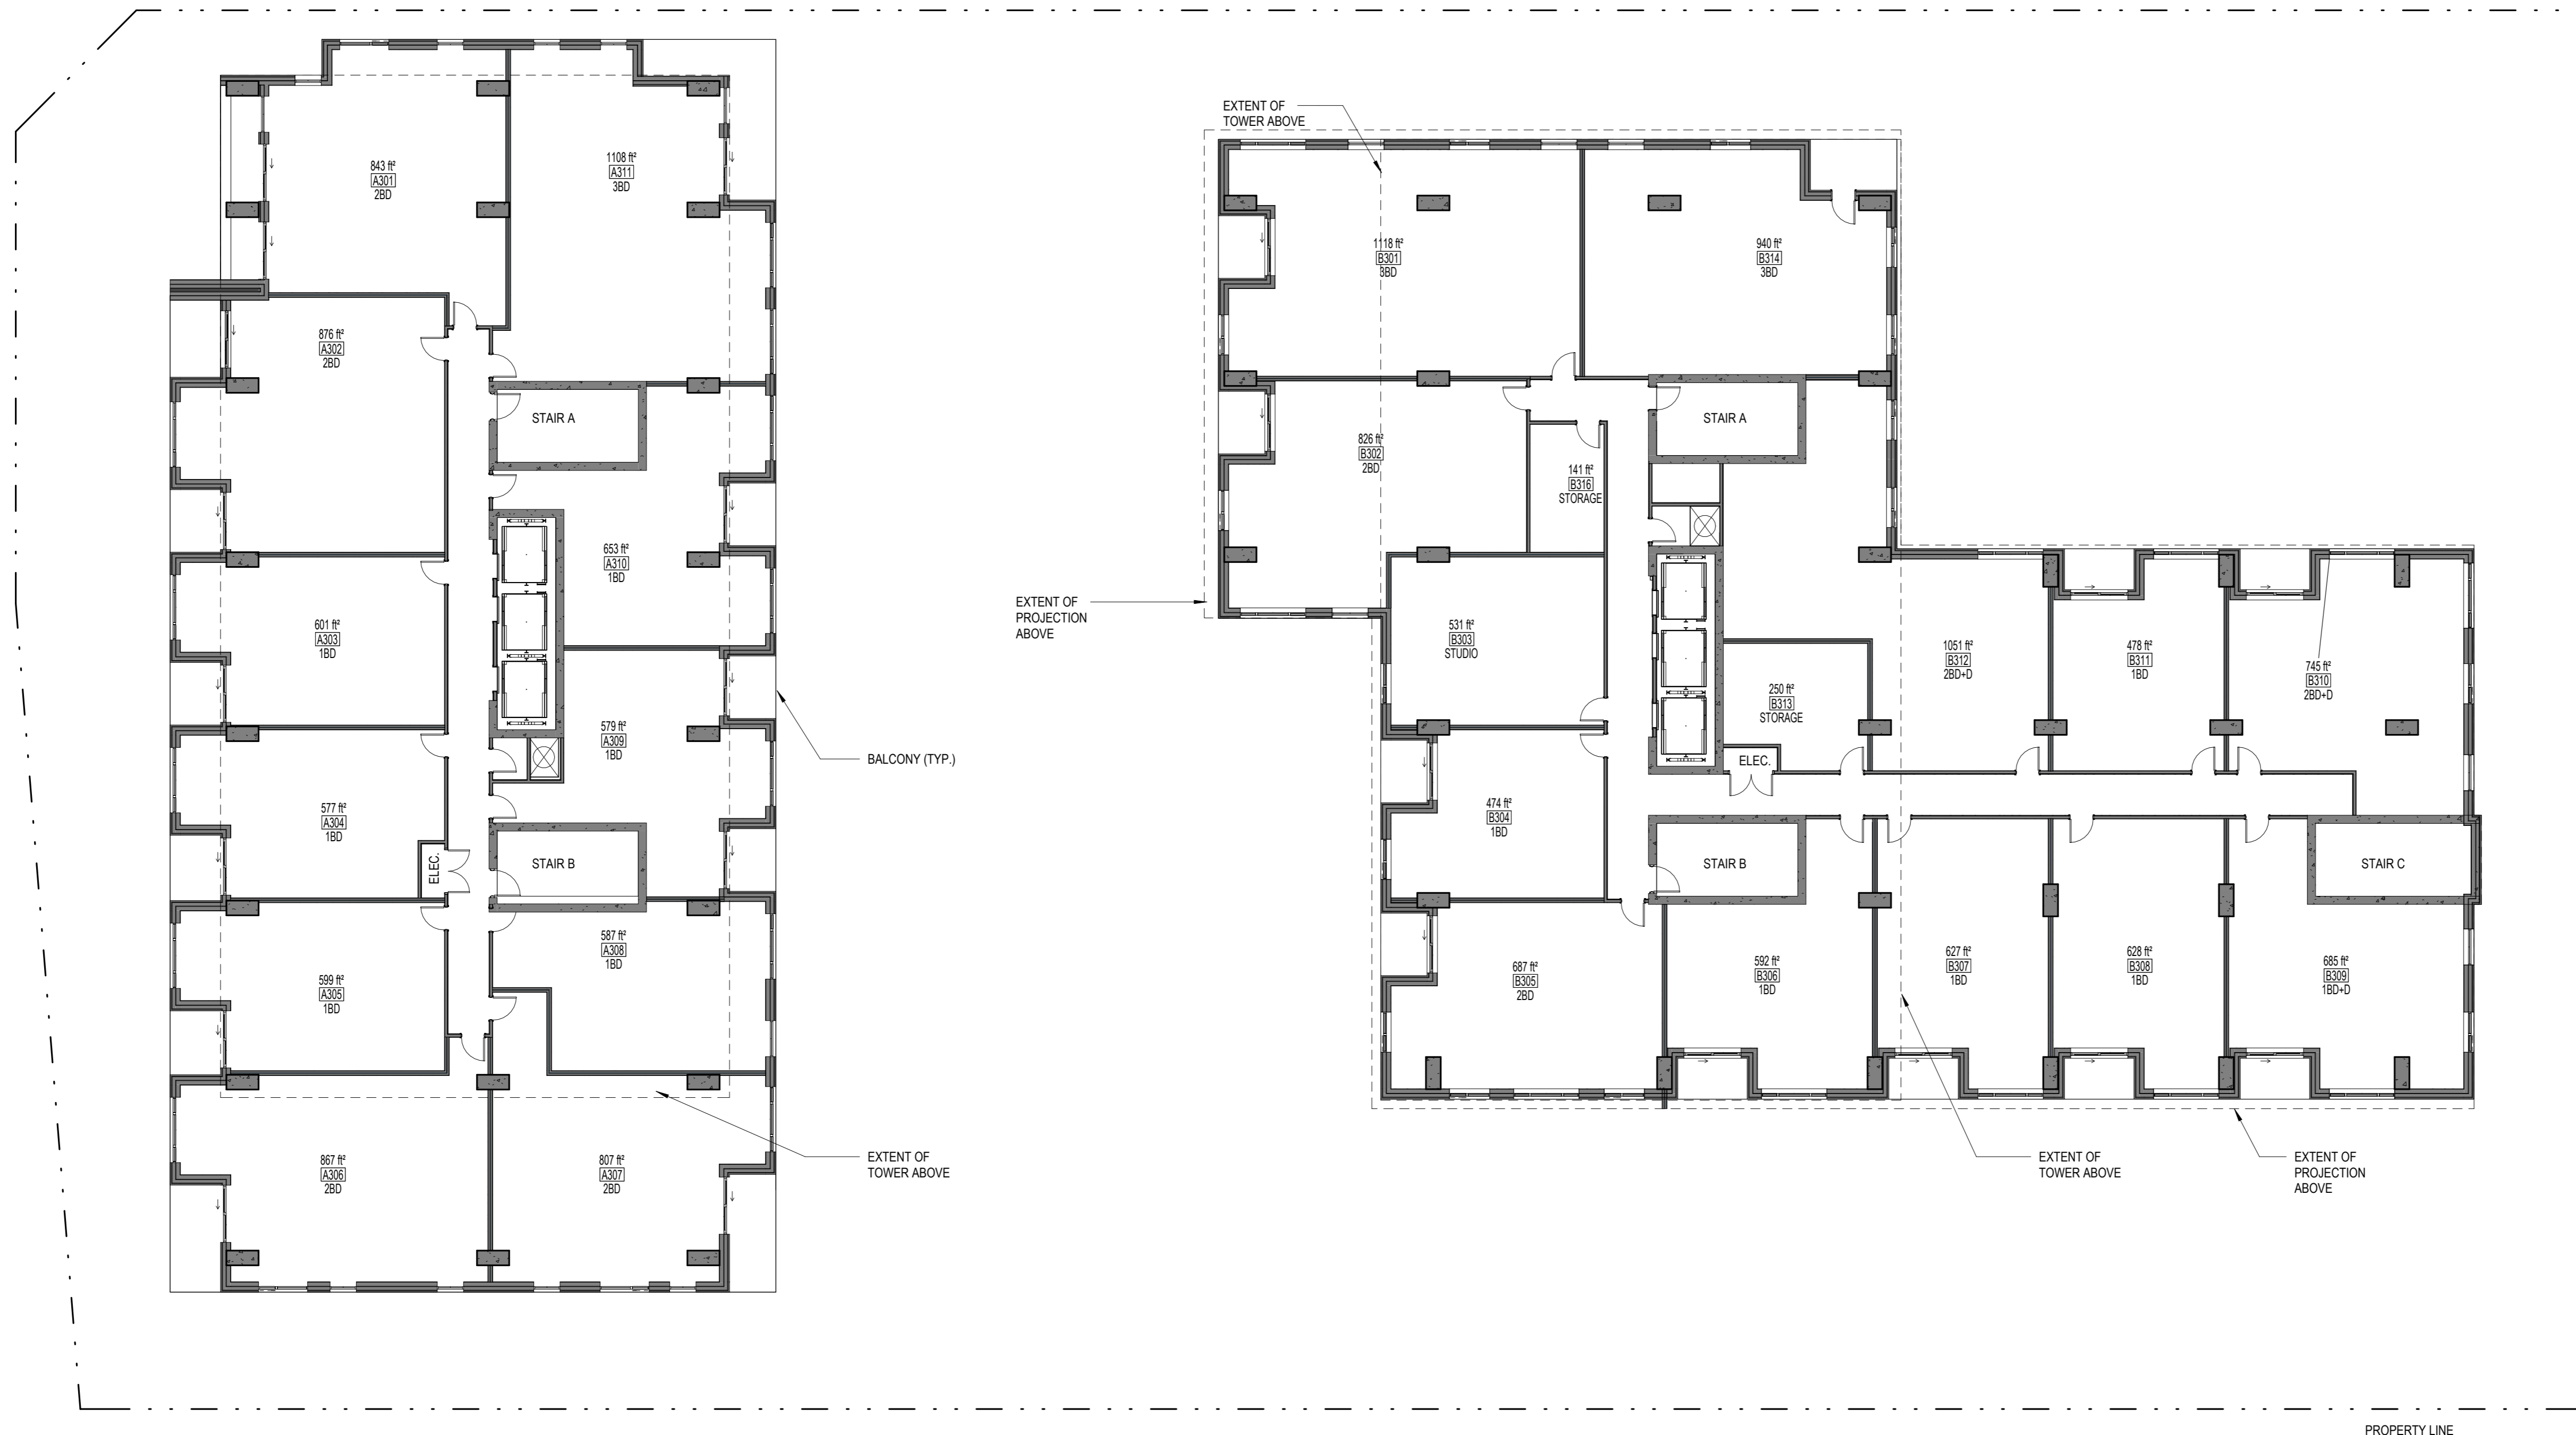 843 ft²
A301
2BD
1108 ft²
A311
3BD
876 ft²
A302
2BD
STAIR A
601 ft²
A303
1BD
653 ft²
A310
1BD
577 ft²
A304
1BD
579 ft²
A309
1BD
ELEC.
STAIR B
599 ft²
A305
1BD
587 ft²
A308
1BD
867 ft²
A306
2BD
807 ft²
A307
2BD
BALCONY (TYP.)
EXTENT OF
TOWER ABOVE
EXTENT OF
TOWER ABOVE
EXTENT OF
PROJECTION
ABOVE
1118 ft²
B301
3BD
940 ft²
B314
3BD
STAIR A
826 ft²
B302
2BD
141 ft²
B316
STORAGE
531 ft²
B303
STUDIO
250 ft²
B313
STORAGE
ELEC.
1051 ft²
B312
2BD+D
478 ft²
B311
1BD
745 ft²
B310
2BD+D
474 ft²
B304
1BD
STAIR B
STAIR C
687 ft²
B305
2BD
592 ft²
B306
1BD
627 ft²
B307
1BD
628 ft²
B308
1BD
685 ft²
B309
1BD+D
EXTENT OF
TOWER ABOVE
EXTENT OF
PROJECTION
ABOVE
PROPERTY LINE